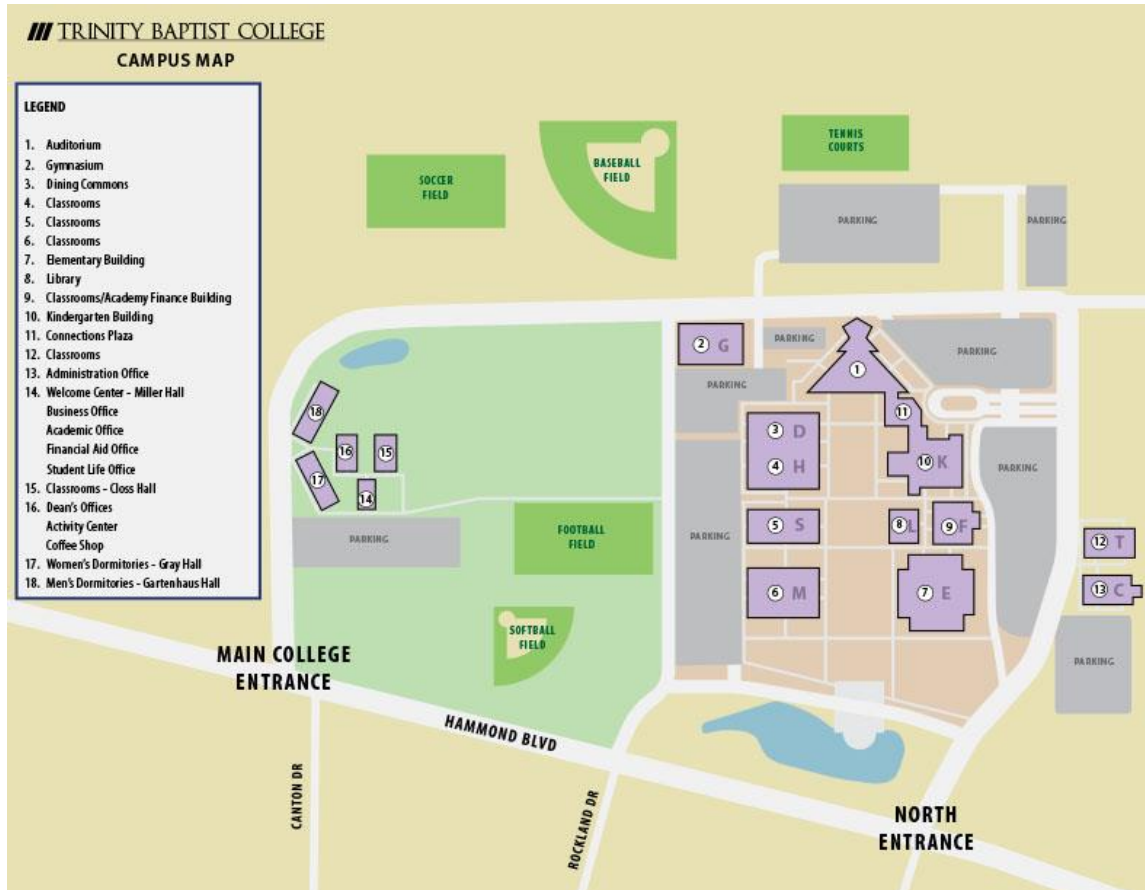 TRINITY BAPTIST COLLEGE
CAMPUS MAP
LEGEND
1. Auditorium
2. Gymnasium
3. Dining Commons
4. Classrooms
5. Classrooms
6. Classrooms
7. Elementary Building
8. Library
9. Classrooms/Academy Finance Building
10. Kindergarten Building
11. Connections Plaza
12. Classrooms
13. Administration Office
14. Welcome Center - Miller Hall
Business Office
Academic Office
Financial Aid Office
Student Life Office
15. Classrooms - Closs Hall
16. Dean's Offices
Activity Center
Coffee Shop
17. Women's Dormitories - Gray Hall
18. Men's Dormitories - Gartenhaus Hall
SOCCER
FIELD
BASEBALL
FIELD
TENNIS
COURTS
PARKING
PARKING
2 G
PARKING
1
PARKING
PARKING
11
18
16
15
17
14
3 D
4 H
10 K
PARKING
PARKING
FOOTBALL
FIELD
PARKING
5 S
8 L
9 F
12 T
6 M
7 E
13 C
SOFTBALL
FIELD
PARKING
MAIN COLLEGE
ENTRANCE
HAMMOND BLVD
CANTON DR
ROCKLAND DR
NORTH
ENTRANCE